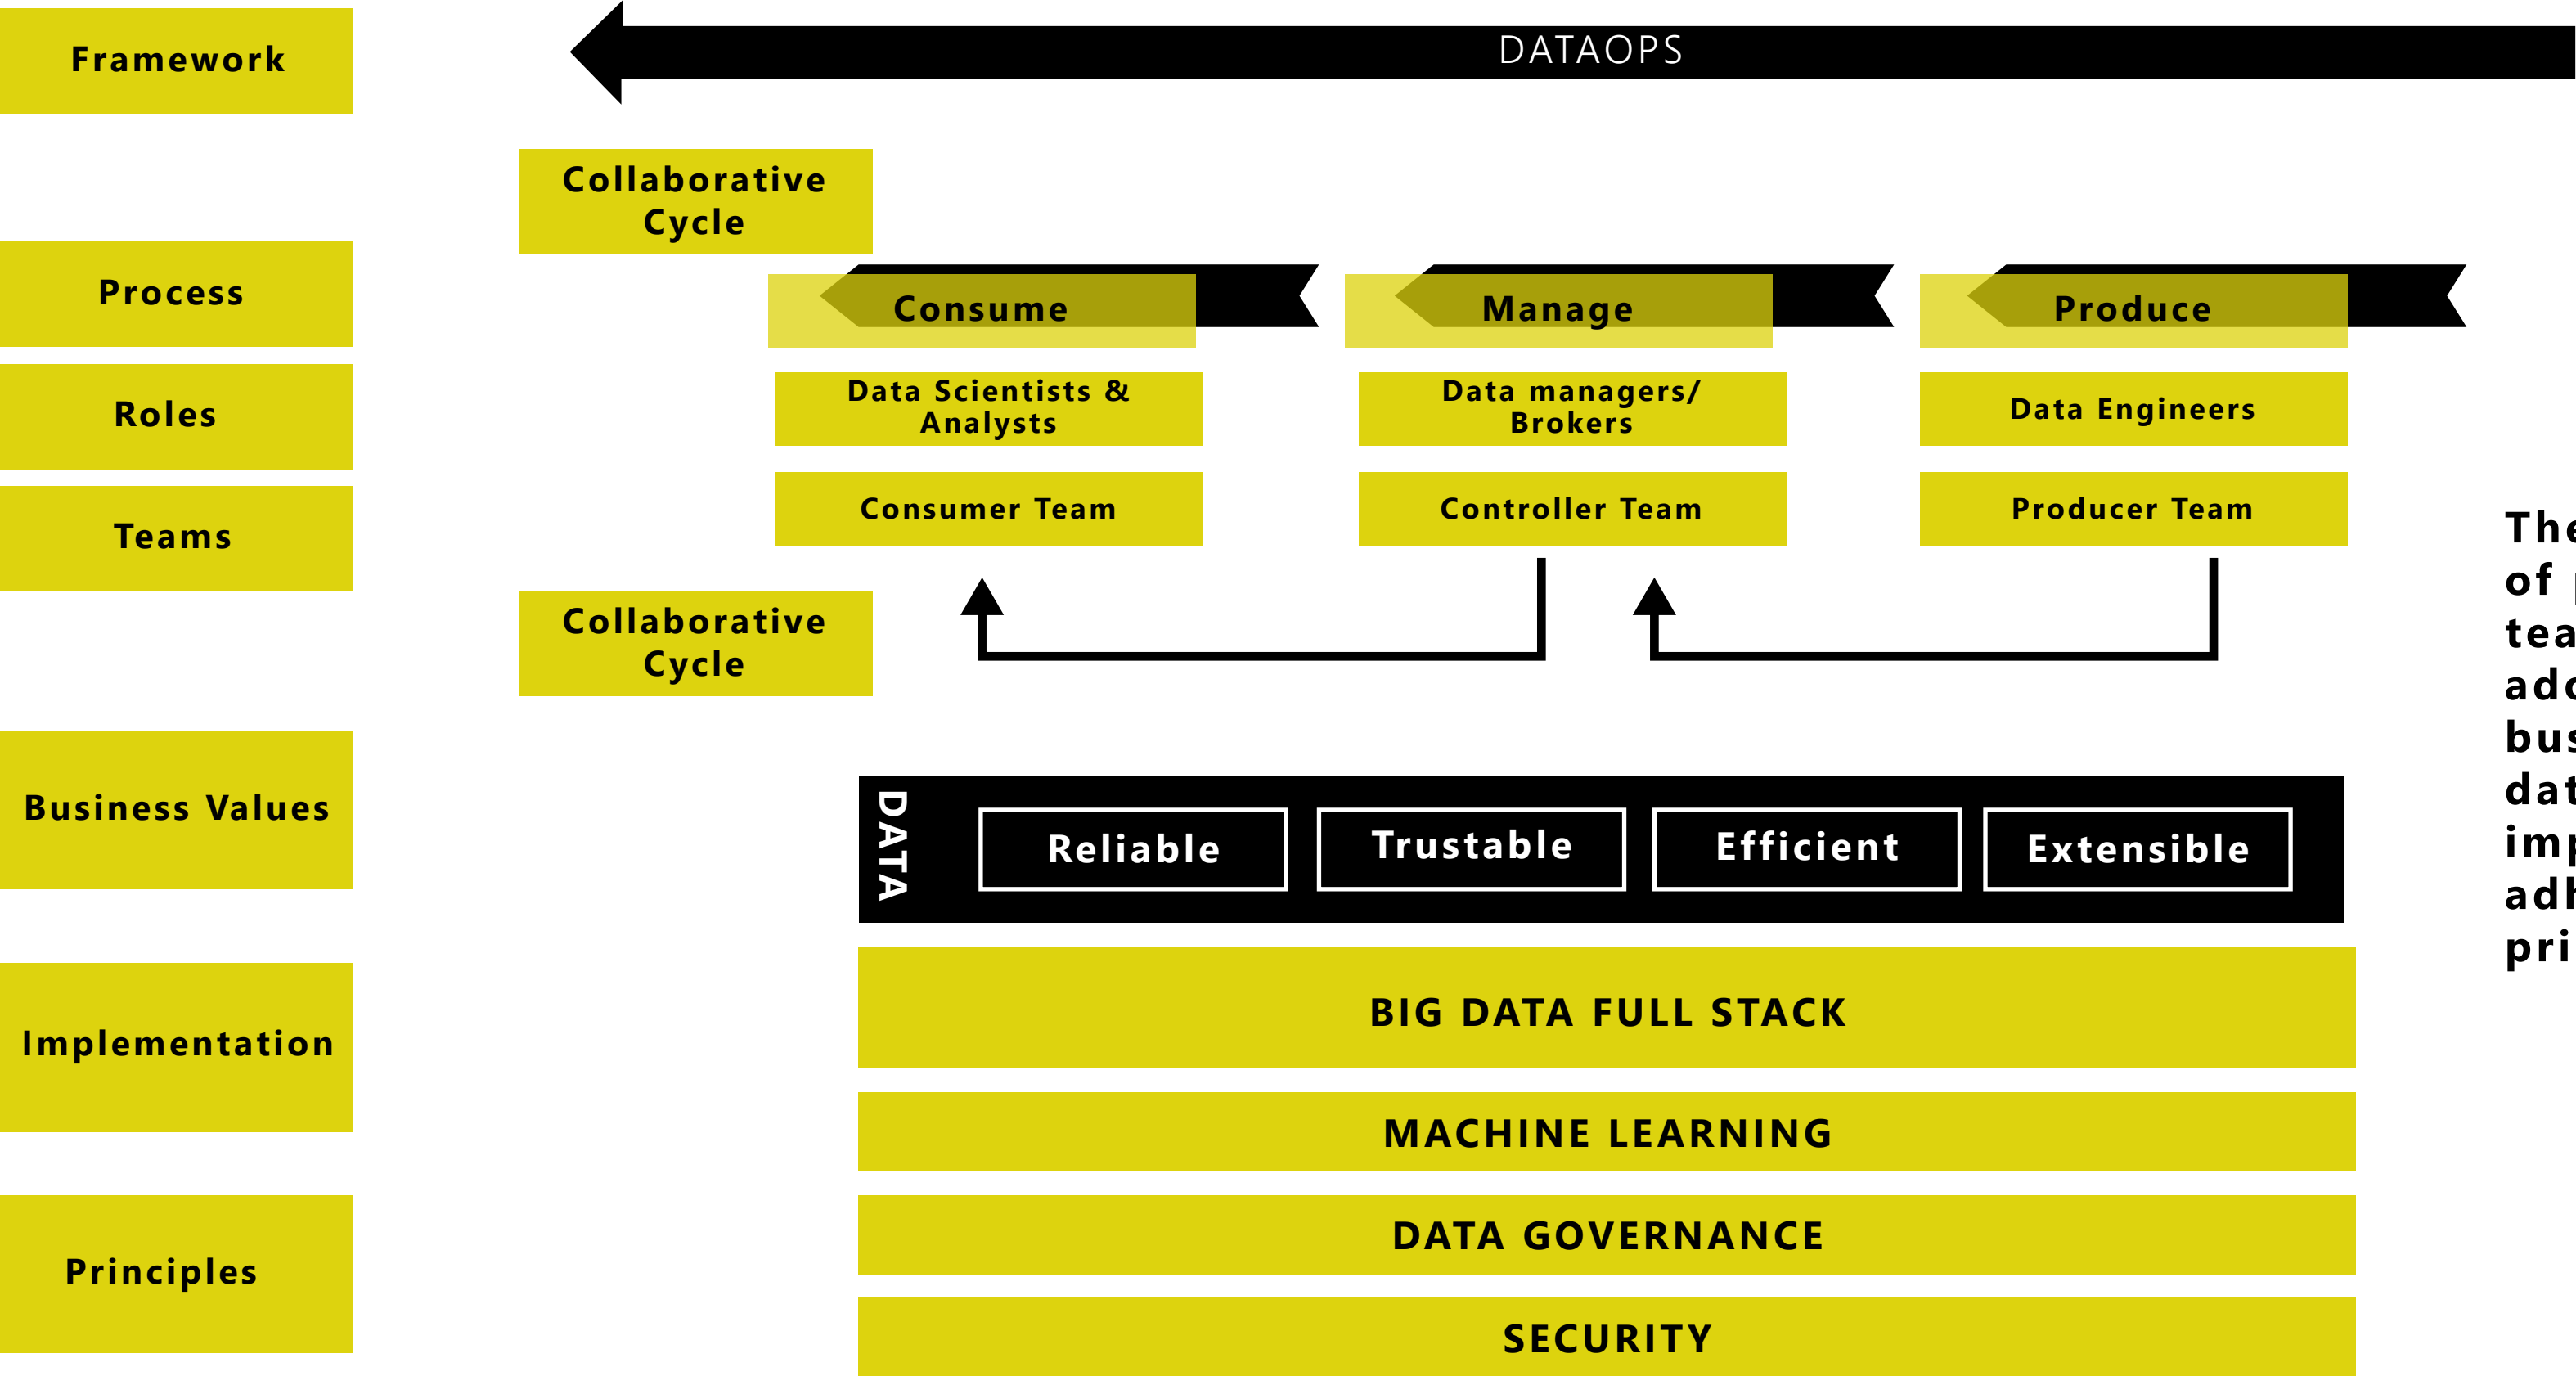 Framework
DATAOPS
Collaborative
Cycle
Process
Consume
Manage
Produce
Roles
Data Scientists &
Analysts
Data managers/
Brokers
Data Engineers
Teams
Consumer Team
Controller Team
Producer Team
Collaborative
Cycle
of
Business Values
DATA
Reliable
Trustable
Efficient
Extensible
Implementation
BIG DATA FULL STACK
MACHINE LEARNING
Principles
DATA GOVERNANCE
SECURITY